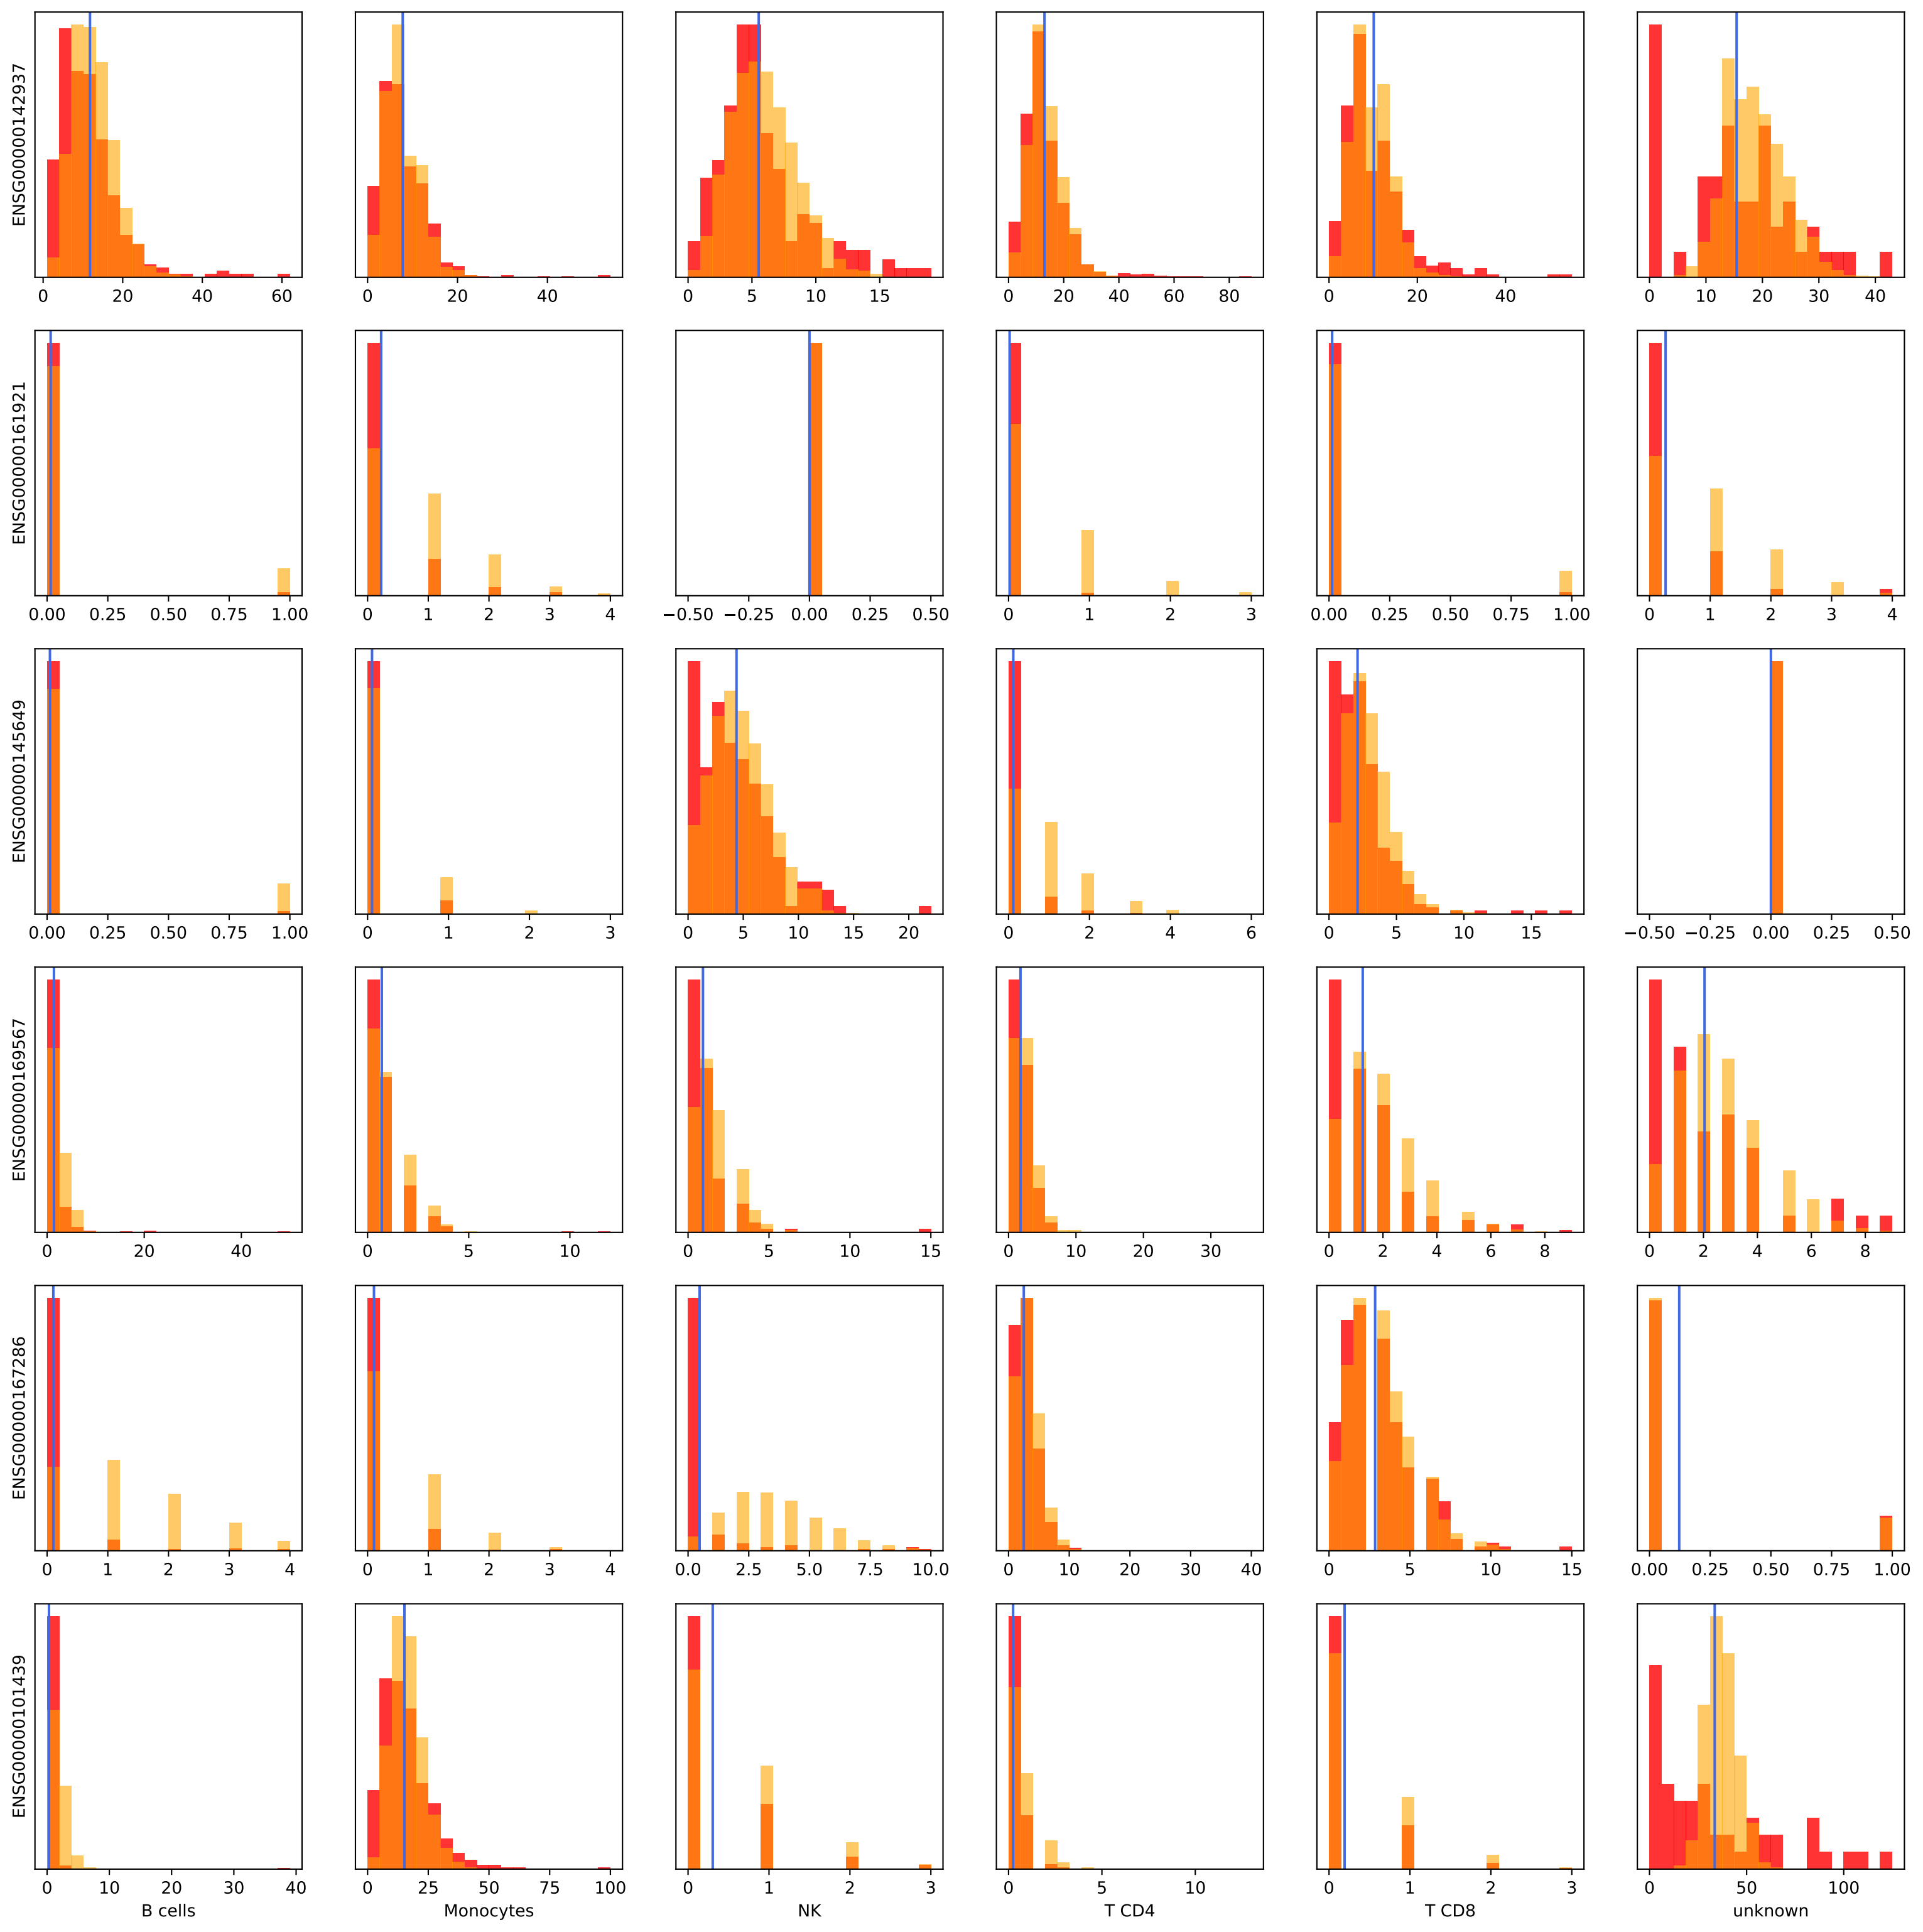 ENSG00000142937
0 20 40 60
0 20 40
0 5 10 15
0 20 40 60 80
0 20 40
0 10 20 30 40
ENSG00000161921
0.00 0.25 0.50 0.75 1.00
0 1 2 3 4
−0.50 −0.25 0.00 0.25 0.50
0 1 2 3
0.00 0.25 0.50 0.75 1.00
0 1 2 3 4
ENSG00000145649
0.00 0.25 0.50 0.75 1.00
0 1 2 3
0 5 10 15 20
0 2 4 6
0 5 10 15
−0.50 −0.25 0.00 0.25 0.50
ENSG00000169567
0 20 40
0 5 10
0 5 10 15
0 10 20 30
0 2 4 6 8
0 2 4 6 8
ENSG00000167286
0 1 2 3 4
0 1 2 3 4
0.0 2.5 5.0 7.5 10.0
0 10 20 30 40
0 5 10 15
0.00 0.25 0.50 0.75 1.00
ENSG00000101439
0 10 20 30 40
0 25 50 75 100
0 1 2 3
0 5 10
0 1 2 3
0 50 100
B cells
Monocytes
NK
T CD4
T CD8
unknown